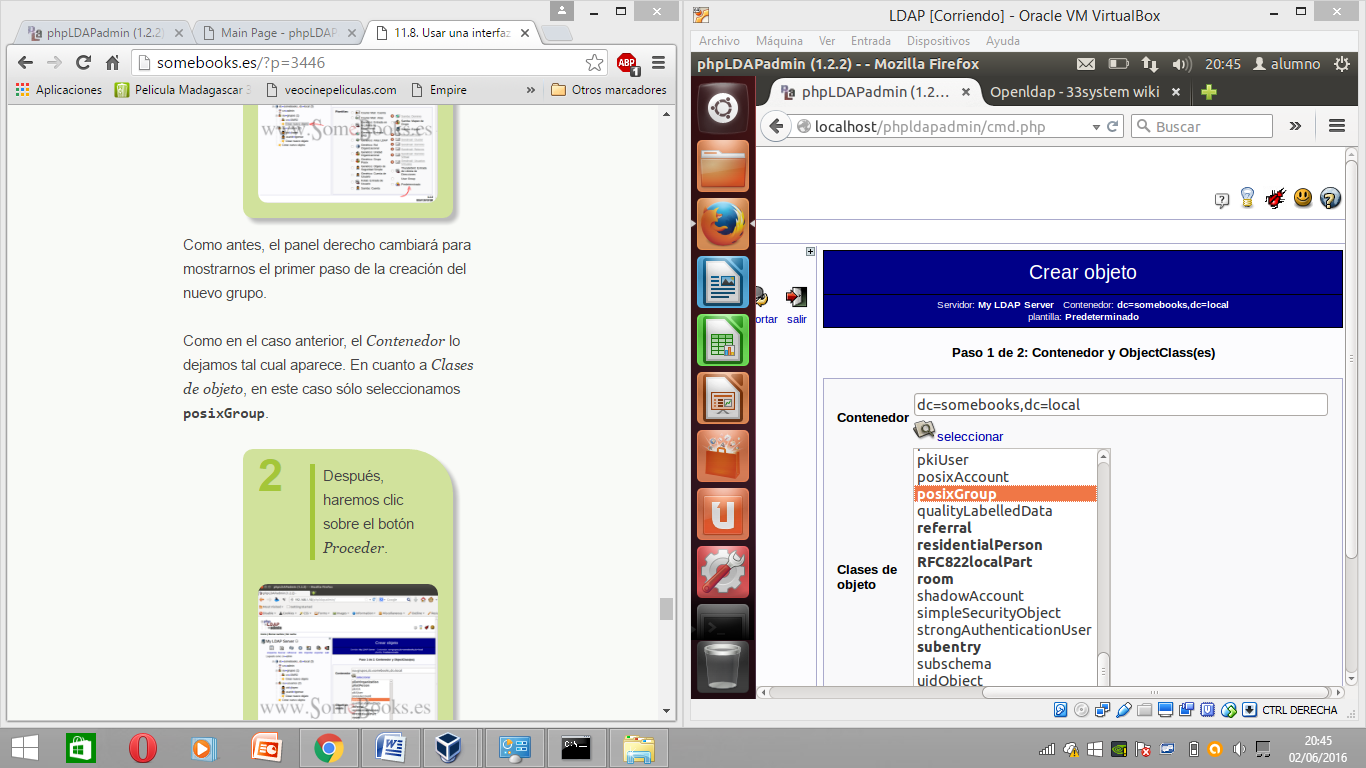 phpLDAPadmin (1.2.2)
Main Page - phpLDAP
11.8. Usar una interfaz
somebooks.es/?p=3446
ABP
1
Aplicaciones
Pelicula Madagascar
veocinepeliculas.com
Empire
»
Otros marcadores
www.SomeBooks.es
Como antes, el panel derecho cambiará para
mostrarnos el primer paso de la creación del
nuevo grupo.
Como en el caso anterior, el Contenedor lo
dejamos tal cual aparece. En cuanto a Clases
de objeto, en este caso sólo seleccionamos
posixGroup.
2
Después,
haremos clic
sobre el botón
Proceder.
Crear objeto
www.SomeBooks.es
LDAP [Corriendo] - Oracle VM VirtualBox
Archivo Máquina Ver Entrada Dispositivos Ayuda
phpLDAPadmin (1.2.2) - - Mozilla Firefox
20:45
alumno
phpLDAPadmin (1.2...
Openldap - 33system wiki
localhost/phpldapadmin/cmd.php
Buscar
»
ortar
salir
Crear objeto
Servidor: My LDAP Server Contenedor: dc=somebooks,dc=local
plantilla: Predeterminado
Paso 1 de 2: Contenedor y ObjectClass(es)
Contenedor
dc=somebooks,dc=local
seleccionar
Clases de
objeto
pkiUser
posixAccount
posixGroup
qualityLabelledData
referral
residentialPerson
RFC822localPart
room
shadowAccount
simpleSecurityObject
strongAuthenticationUser
subentry
subschema
uidObject
CTRL DERECHA
20:45
02/06/2016